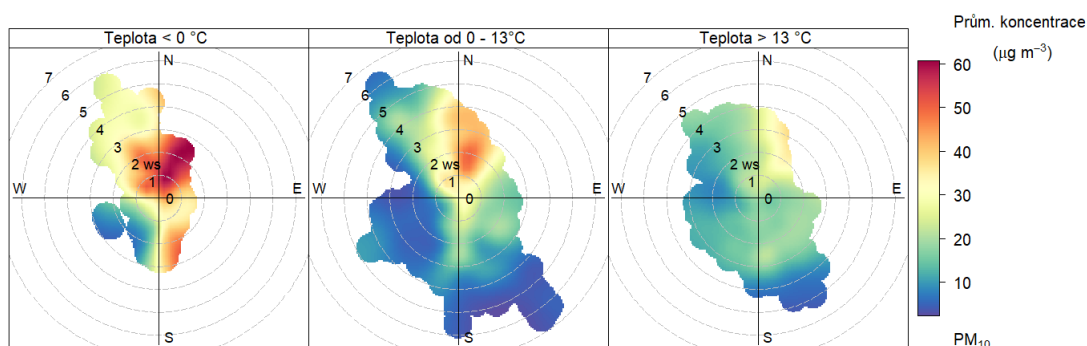 Teplota < 0 °C
N
7
6
5
4
3
2 ws
1
0
W
S
Teplota od 0 - 13°C
N
7
6
5
4
3
2 ws
1
0
S
Teplota > 13 °C
N
7
6
5
4
3
2 ws
1
0
W
E
W
E
E
S
Prům. koncentrace
(µg m⁻³)
60
50
40
30
20
10
PM₁₀